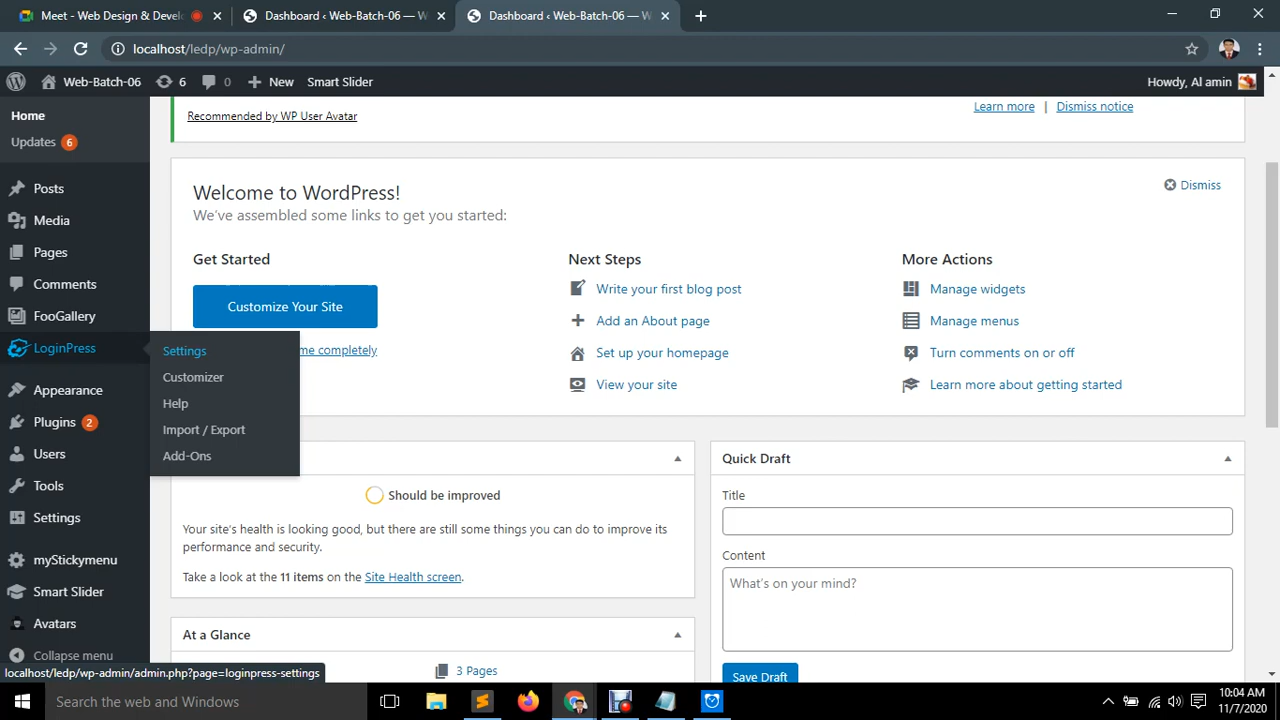 Meet - Web Design & Develo
Dashboard ‹ Web-Batch-06 — W
Dashboard ‹ Web-Batch-06 — W
localhost/ledp/wp-admin/
Web-Batch-06
6
0
New
Smart Slider
Howdy, Al amin
Home
Updates 6
Posts
Media
Pages
Comments
FooGallery
LoginPress
Appearance
Plugins 2
Users
Tools
Settings
myStickymenu
Smart Slider
Avatars
Collapse menu
Settings
Customizer
Help
Import / Export
Add-Ons
Recommended by WP User Avatar
Learn more | Dismiss notice
Welcome to WordPress!
We've assembled some links to get you started:
Dismiss
Get Started
Customize Your Site
me completely
Next Steps
Write your first blog post
Add an About page
Set up your homepage
View your site
More Actions
Manage widgets
Manage menus
Turn comments on or off
Learn more about getting started
Should be improved
Your site's health is looking good, but there are still some things you can do to improve its
performance and security.
Take a look at the 11 items on the Site Health screen.
At a Glance
3 Pages
Quick Draft
Title
Content
What's on your mind?
Save Draft
localhost/ledp/wp-admin/admin.php?page=loginpress-settings
Search the web and Windows
10:04 AM
11/7/2020